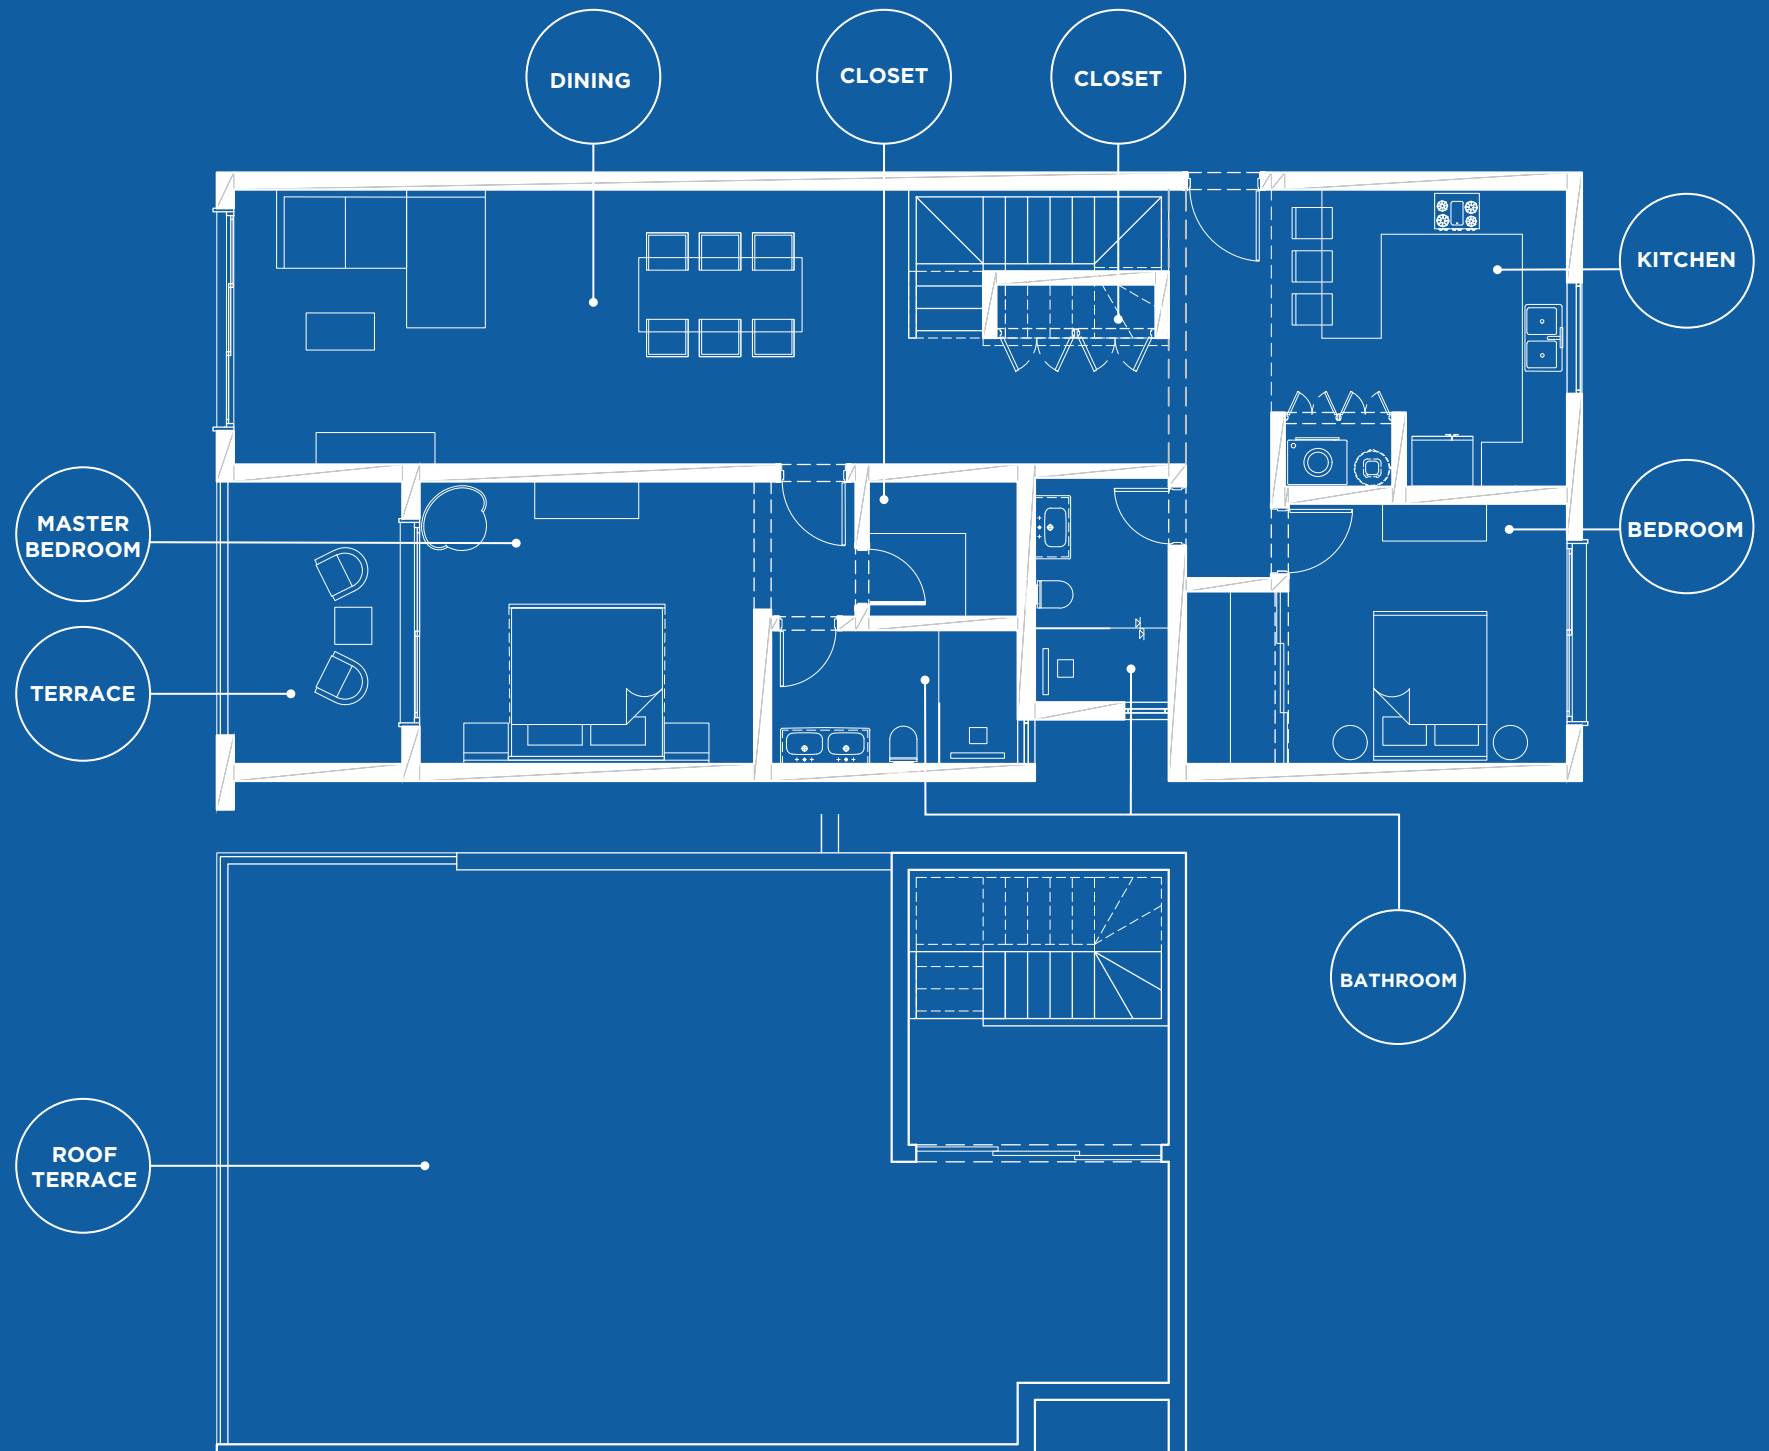 DINING
CLOSET
CLOSET
KITCHEN
MASTER
BEDROOM
BEDROOM
TERRACE
BATHROOM
ROOF
TERRACE